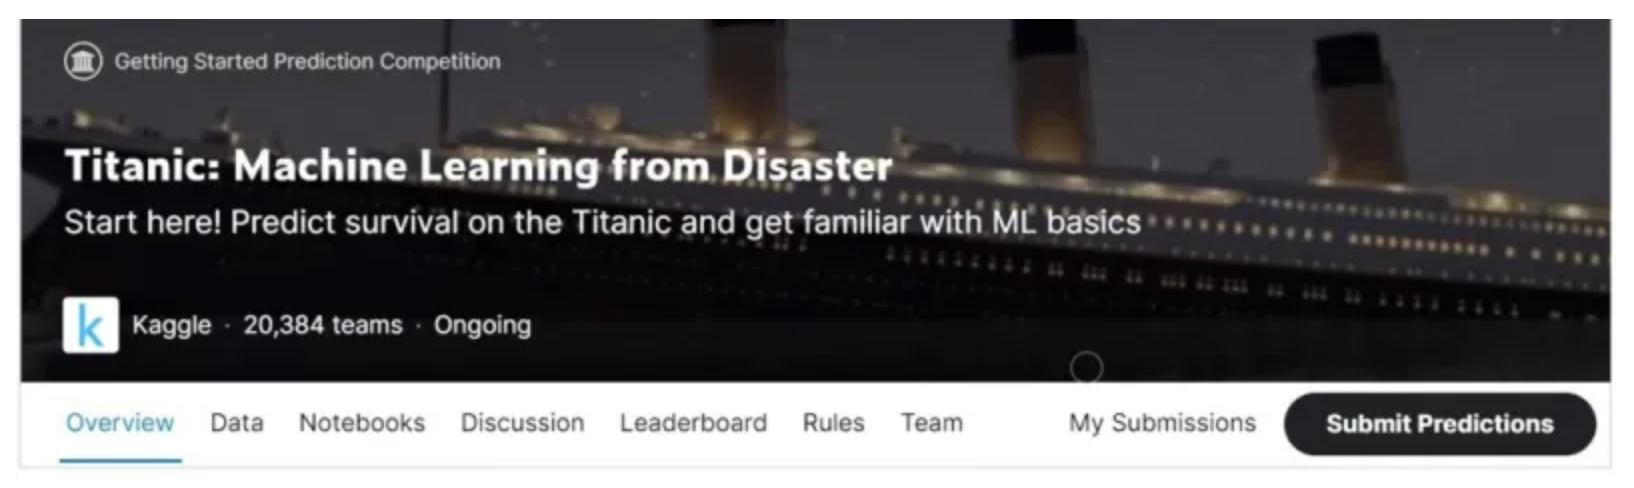 Getting Started Prediction Competition
Titanic: Machine Learning from Disaster
Start here! Predict survival on the Titanic and get familiar with ML basics
k Kaggle · 20,384 teams · Ongoing
Overview Data Notebooks Discussion Leaderboard Rules Team My Submissions Submit Predictions